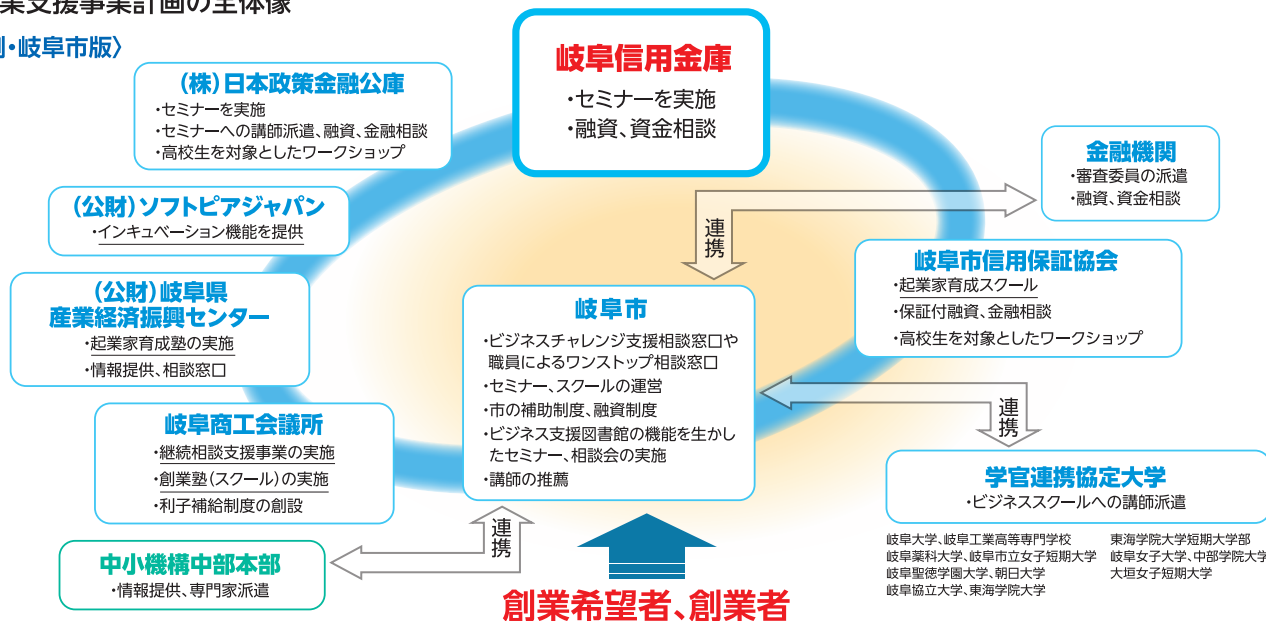 業支援事業計画の全体像
・岐阜市版〉
岐阜信用金庫
・セミナーを実施
・融資、資金相談
(株)日本政策金融公庫
・セミナーを実施
・セミナーへの講師派遣、融資、金融相談
・高校生を対象としたワークショップ
(公財)ソフトピアジャパン
・インキュベーション機能を提供
(公財)岐阜県
産業経済振興センター
・起業家育成塾の実施
・情報提供、相談窓口
岐阜商工会議所
・継続相談支援事業の実施
・創業塾(スクール)の実施
・利子補給制度の創設
中小機構中部本部
・情報提供、専門家派遣
連携
岐阜市
・ビジネスチャレンジ支援相談窓口や
職員によるワンストップ相談窓口
・セミナー、スクールの運営
・市の補助制度、融資制度
・ビジネス支援図書館の機能を生かし
たセミナー、相談会の実施
・講師の推薦
連携
金融機関
・審査委員の派遣
・融資、資金相談
岐阜市信用保証協会
・起業家育成スクール
・保証付融資、金融相談
・高校生を対象としたワークショップ
連携
学官連携協定大学
・ビジネススクールへの講師派遣
岐阜大学、岐阜工業高等専門学校
岐阜薬科大学、岐阜市立女子短期大学
岐阜聖徳学園大学、朝日大学
岐阜協立大学、東海学院大学
東海学院大学短期大学部
岐阜女子大学、中部学院大学
大垣女子短期大学
創業希望者、創業者